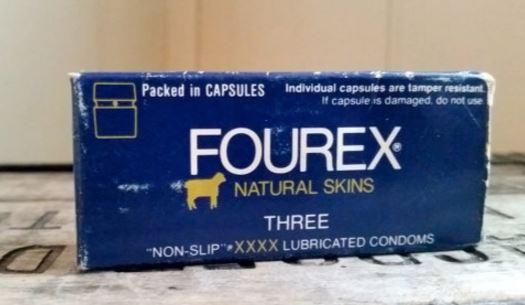 Packed in CAPSULES
Individual capsules are tamper resistant.
If capsule is damaged, do not use.
FOUREX®
NATURAL SKINS
THREE
"NON-SLIP"® XXXX LUBRICATED CONDOMS